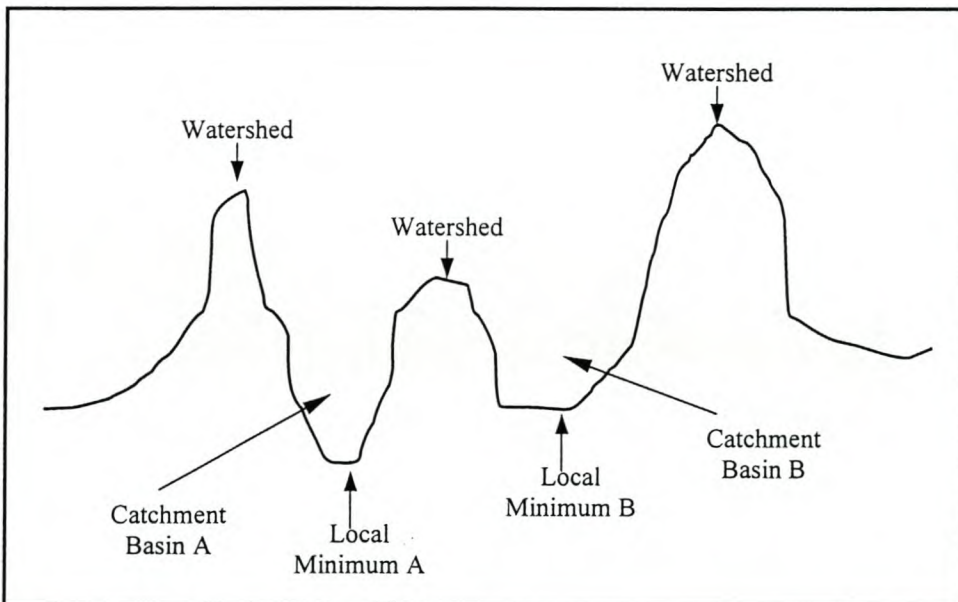 Watershed
Watershed
Watershed
Catchment
Basin A
Local
Minimum A
Local
Minimum B
Catchment
Basin B